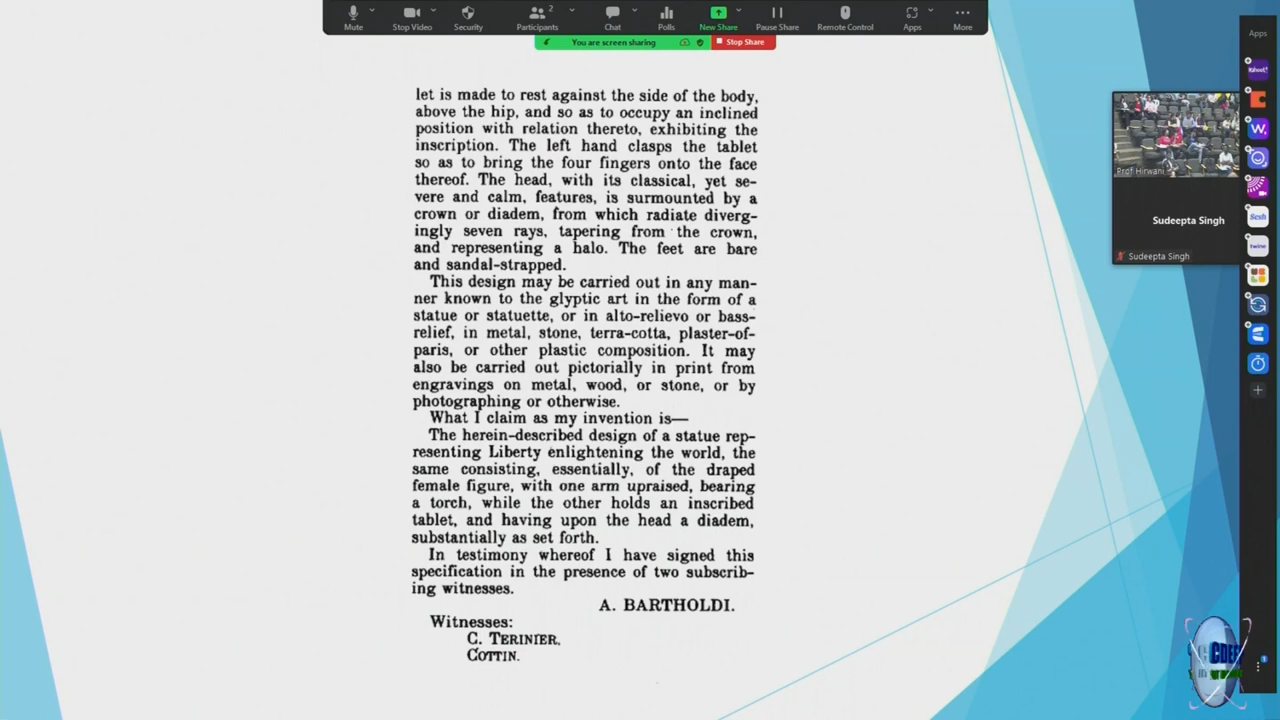 Mute
Stop Video
Security
Participants
2
Chat
Polls
New Share
Pause Share
Remote Control
Apps
More
You are screen sharing
Stop Share
Apps
let is made to rest against the side of the body,
above the hip, and so as to occupy an inclined
position with relation thereto, exhibiting the
inscription. The left hand clasps the tablet
so as to bring the four fingers onto the face
thereof. The head, with its classical, yet se-
vere and calm, features, is surmounted by a
crown or diadem, from which radiate diverg-
ingly seven rays, tapering from the crown,
and representing a halo. The feet are bare
and sandal-strapped.
This design may be carried out in any man-
ner known to the glyptic art in the form of a
statue or statuette, or in alto-relievo or bass-
relief, in metal, stone, terra-cotta, plaster-of-
paris, or other plastic composition. It may
also be carried out pictorially in print from
engravings on metal, wood, or stone, or by
photographing or otherwise.
What I claim as my invention is—
The herein-described design of a statue rep-
resenting Liberty enlightening the world, the
same consisting, essentially, of the draped
female figure, with one arm upraised, bearing
a torch, while the other holds an inscribed
tablet, and having upon the head a diadem,
substantially as set forth.
In testimony whereof I have signed this
specification in the presence of two subscrib-
ing witnesses.
A. BARTHOLDI.
Witnesses:
C. TERINIER,
COTTIN.
Prof Hirwani
Sudeepta Singh
Sudeepta Singh
W
Sesh
twine
CDEEP